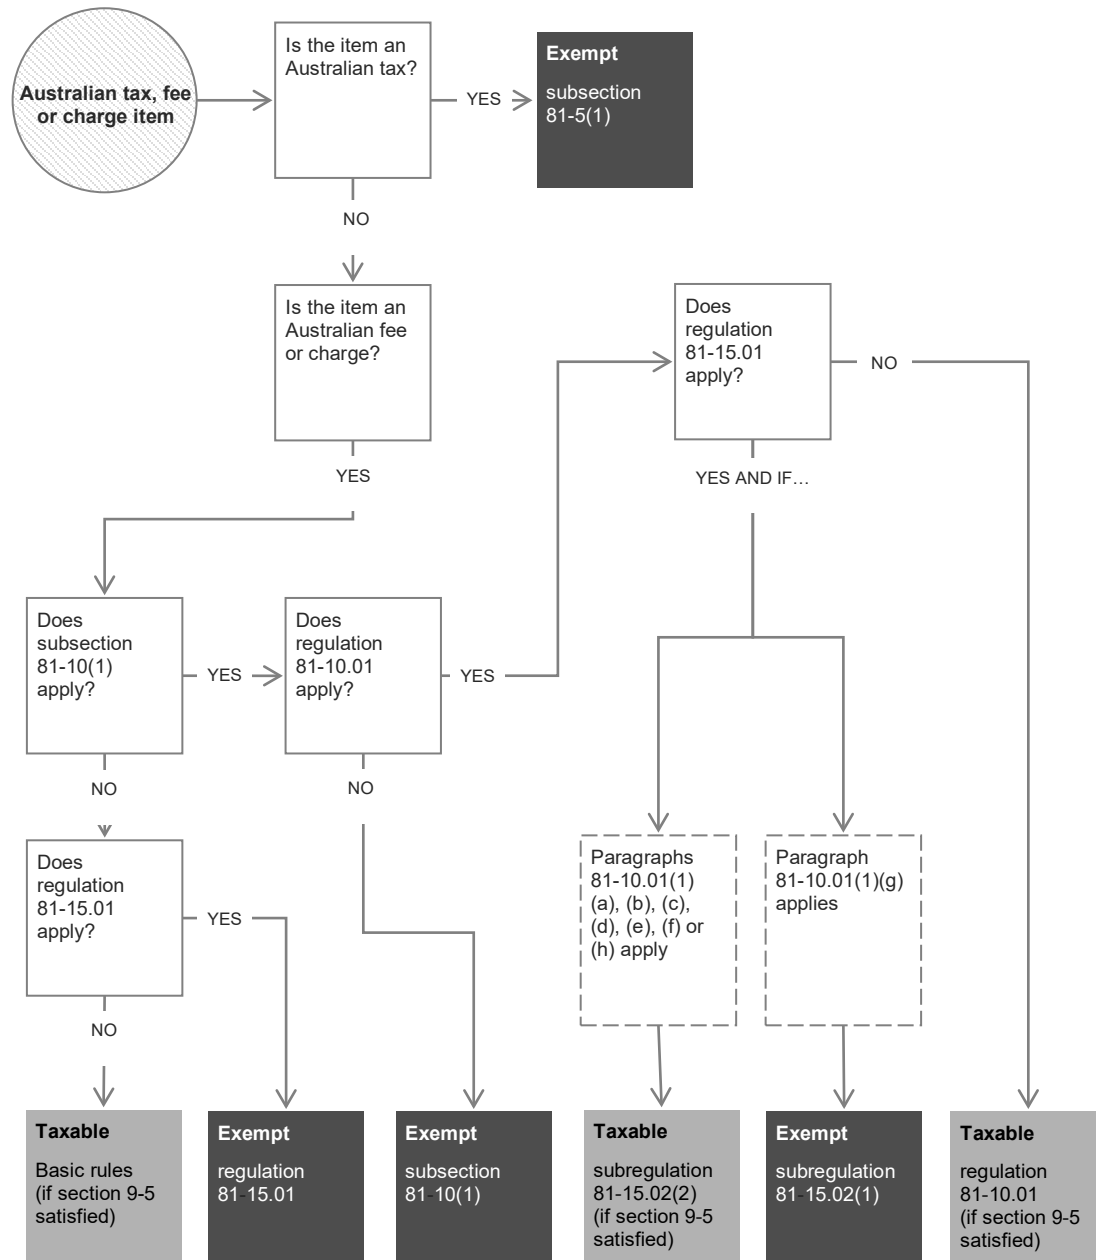 Australian tax, fee
or charge item
Is the item an
Australian tax?
YES
Exempt
subsection
81-5(1)
NO
Is the item an
Australian fee
or charge?
YES
Does
regulation
81-15.01
apply?
NO
YES AND IF…
Does
subsection
81-10(1)
apply?
YES
Does
regulation
81-10.01
apply?
YES
NO
NO
Does
regulation
81-15.01
apply?
YES
NO
Paragraphs
81-10.01(1)
(a), (b), (c),
(d), (e), (f) or
(h) apply
Paragraph
81-10.01(1)(g)
applies
Taxable
Basic rules
(if section 9-5
satisfied)
Exempt
regulation
81-15.01
Exempt
subsection
81-10(1)
Taxable
subregulation
81-15.02(2)
(if section 9-5
satisfied)
Exempt
subregulation
81-15.02(1)
Taxable
regulation
81-10.01
(if section 9-5
satisfied)